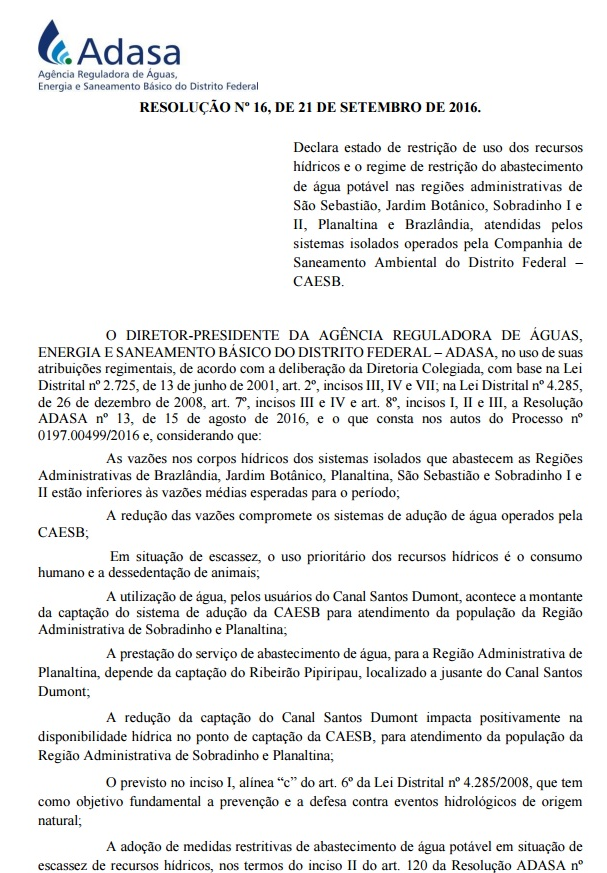 Adasa
Agência Reguladora de Águas,
Energia e Saneamento Básico do Distrito Federal
RESOLUÇÃO Nº 16, DE 21 DE SETEMBRO DE 2016.
Declara estado de restrição de uso dos recursos
hídricos e o regime de restrição do abastecimento
de água potável nas regiões administrativas de
São Sebastião, Jardim Botânico, Sobradinho I e
II, Planaltina e Brazlândia, atendidas pelos
sistemas isolados operados pela Companhia de
Saneamento Ambiental do Distrito Federal –
CAESB.
O DIRETOR-PRESIDENTE DA AGÊNCIA REGULADORA DE ÁGUAS,
ENERGIA E SANEAMENTO BÁSICO DO DISTRITO FEDERAL – ADASA, no uso de suas
atribuições regimentais, de acordo com a deliberação da Diretoria Colegiada, com base na Lei
Distrital nº 2.725, de 13 de junho de 2001, art. 2º, incisos III, IV e VII; na Lei Distrital nº 4.285,
de 26 de dezembro de 2008, art. 7º, incisos III e IV e art. 8º, incisos I, II e III, a Resolução
ADASA nº 13, de 15 de agosto de 2016, e o que consta nos autos do Processo nº
0197.00499/2016 e, considerando que:
As vazões nos corpos hídricos dos sistemas isolados que abastecem as Regiões
Administrativas de Brazlândia, Jardim Botânico, Planaltina, São Sebastião e Sobradinho I e
II estão inferiores às vazões médias esperadas para o período;
A redução das vazões compromete os sistemas de adução de água operados pela
CAESB;
Em situação de escassez, o uso prioritário dos recursos hídricos é o consumo
humano e a dessedentação de animais;
A utilização de água, pelos usuários do Canal Santos Dumont, acontece a montante
da captação do sistema de adução da CAESB para atendimento da população da Região
Administrativa de Sobradinho e Planaltina;
A prestação do serviço de abastecimento de água, para a Região Administrativa de
Planaltina, depende da captação do Ribeirão Pipiripau, localizado a jusante do Canal Santos
Dumont;
A redução da captação do Canal Santos Dumont impacta positivamente na
disponibilidade hídrica no ponto de captação da CAESB, para atendimento da população da
Região Administrativa de Sobradinho e Planaltina;
O previsto no inciso I, alínea “c” do art. 6º da Lei Distrital nº 4.285/2008, que tem
como objetivo fundamental a prevenção e a defesa contra eventos hidrológicos de origem
natural;
A adoção de medidas restritivas de abastecimento de água potável em situação de
escassez de recursos hídricos, nos termos do inciso II do art. 120 da Resolução ADASA nº